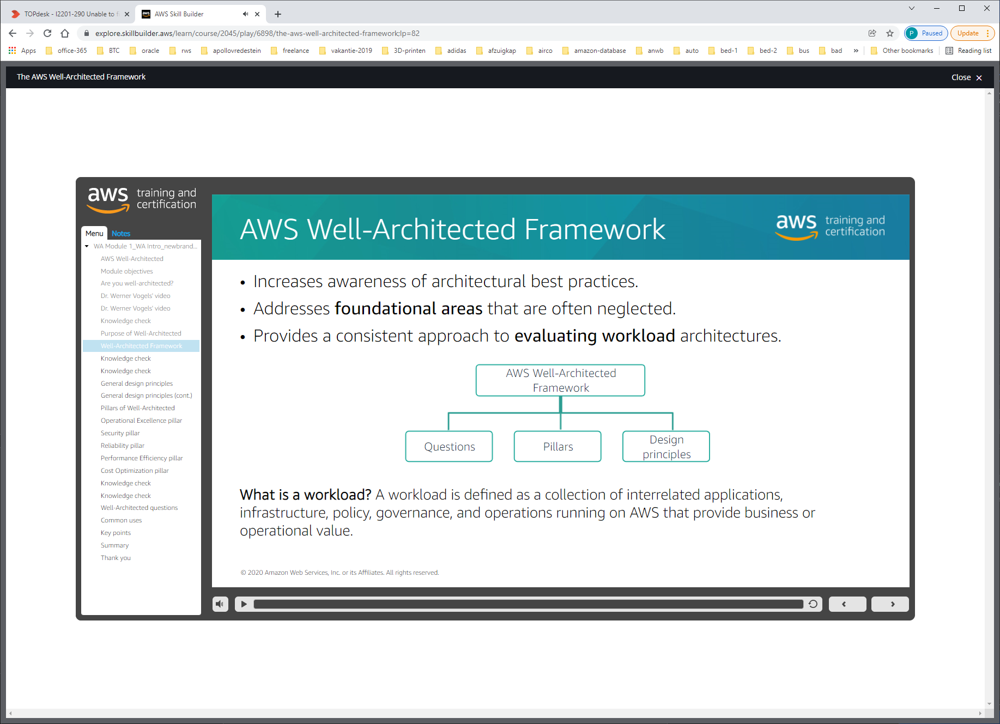 TOPdesk - I2201-290 Unable to f
AWS Skill Builder
explore.skillbuilder.aws/learn/course/2045/play/6898/the-aws-well-architected-framework;lp=82
P Paused
Update
Apps office-365 BTC oracle rws apollovredestein freelance vakantie-2019 3D-printen adidas afzuigkap airco amazon-database anwb auto bed-1 bed-2 bus bad » Other bookmarks Reading list
The AWS Well-Architected Framework
Close
aws training and
certification
Menu Notes
WA Module 1_WA Intro_newbrand...
AWS Well-Architected
Module objectives
Are you well-architected?
Dr. Werner Vogels' video
Dr. Werner Vogels' video
Knowledge check
Purpose of Well-Architected
Well-Architected Framework
Knowledge check
Knowledge check
General design principles
General design principles (cont.)
Pillars of Well-Architected
Operational Excellence pillar
Security pillar
Reliability pillar
Performance Efficiency pillar
Cost Optimization pillar
Knowledge check
Knowledge check
Well-Architected questions
Common uses
Key points
Summary
Thank you
AWS Well-Architected Framework
aws training and
certification
• Increases awareness of architectural best practices.
• Addresses foundational areas that are often neglected.
• Provides a consistent approach to evaluating workload architectures.
AWS Well-Architected
Framework
Questions
Pillars
Design
principles
What is a workload? A workload is defined as a collection of interrelated applications,
infrastructure, policy, governance, and operations running on AWS that provide business or
operational value.
© 2020 Amazon Web Services, Inc. or its Affiliates. All rights reserved.